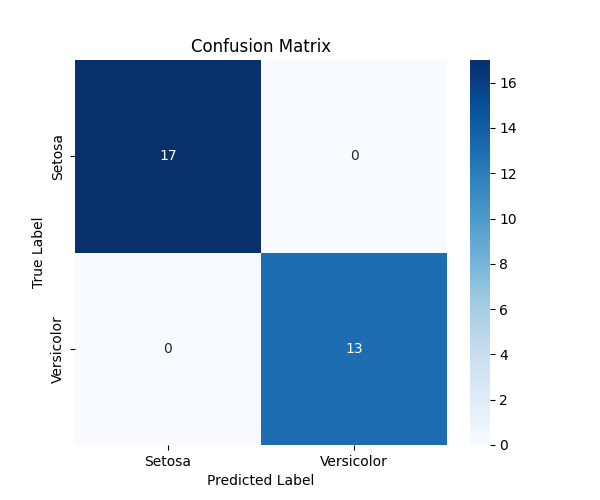 Confusion Matrix
True Label
Setosa
Versicolor
17
0
0
13
Setosa
Versicolor
Predicted Label
16
14
12
10
8
6
4
2
0